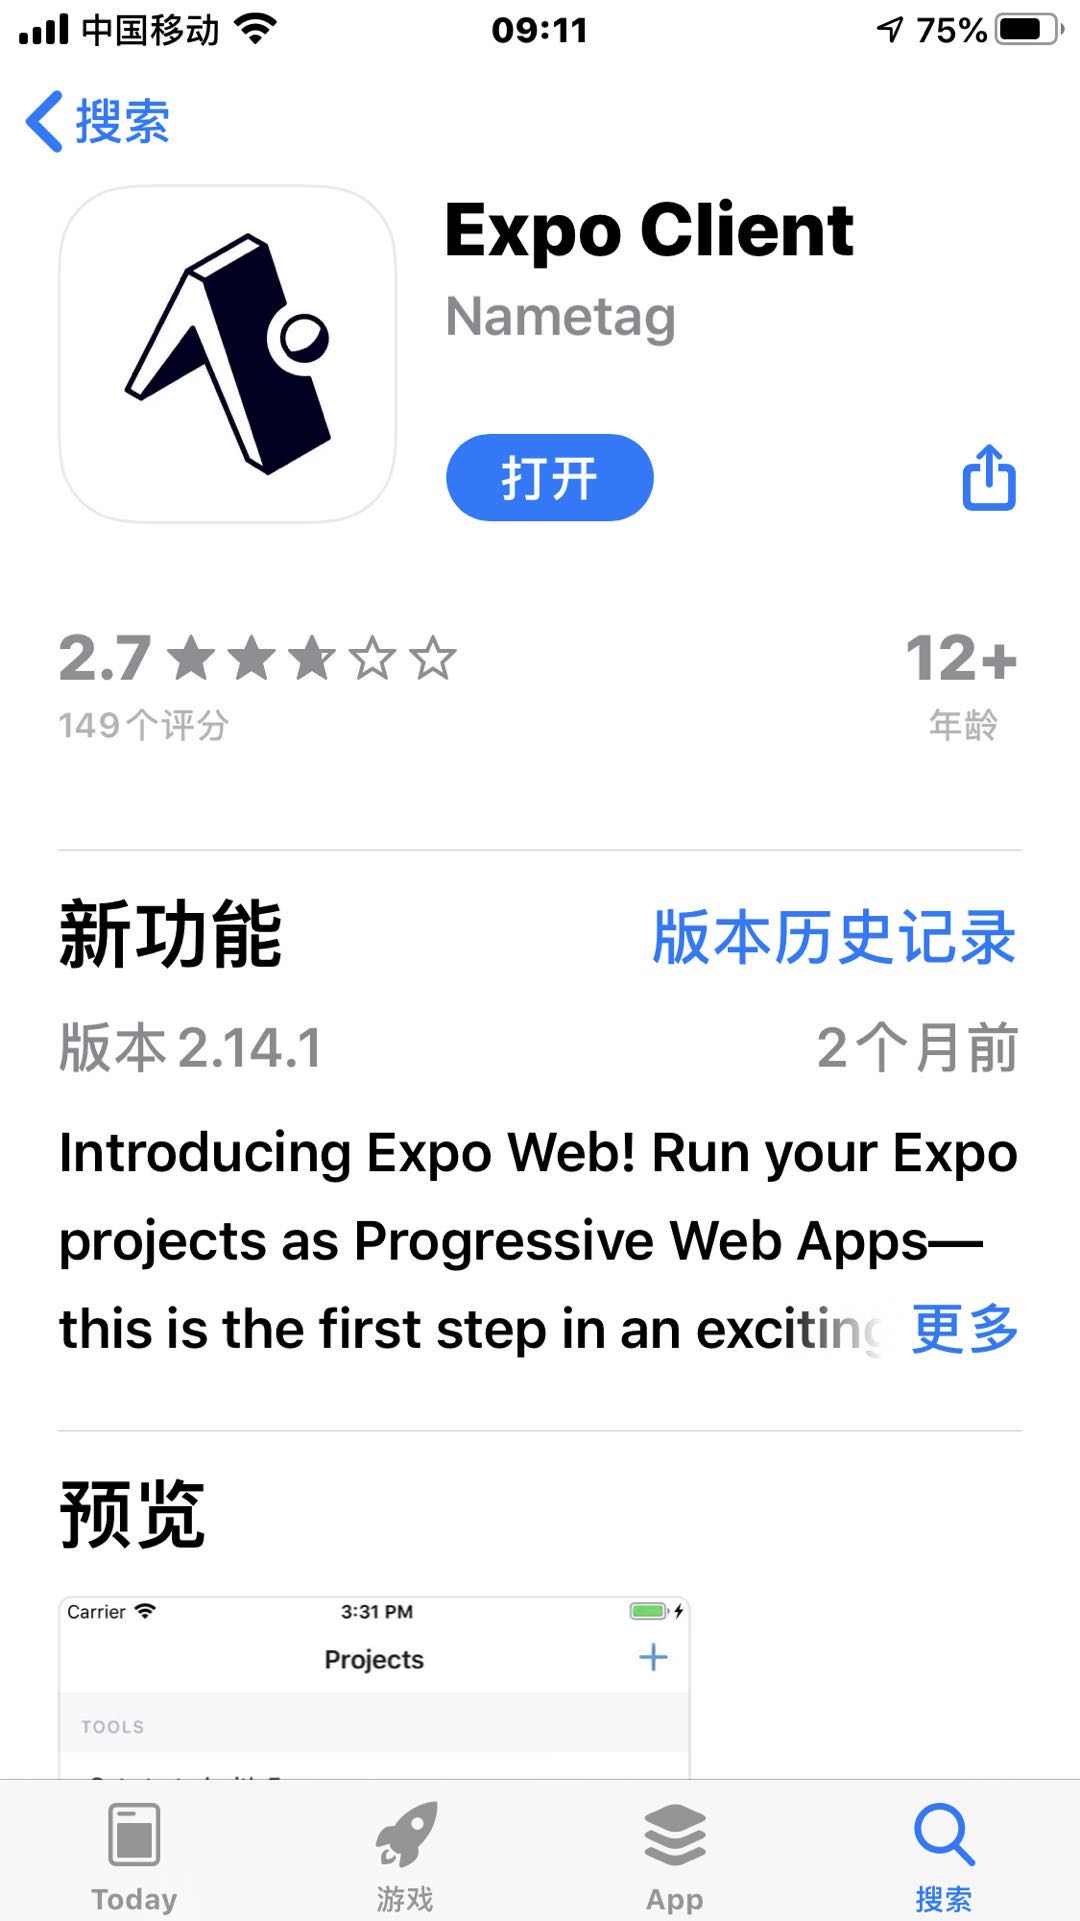 中国移动 09:11 75%
搜索
Expo Client
Nametag
打开
2.7 12+
149个评分 年龄
新功能 版本历史记录
版本 2.14.1 2个月前
Introducing Expo Web! Run your Expo
projects as Progressive Web Apps—
this is the first step in an exciting 更多
预览
Carrier 3:31 PM
Projects
TOOLS
Today 游戏 App 搜索